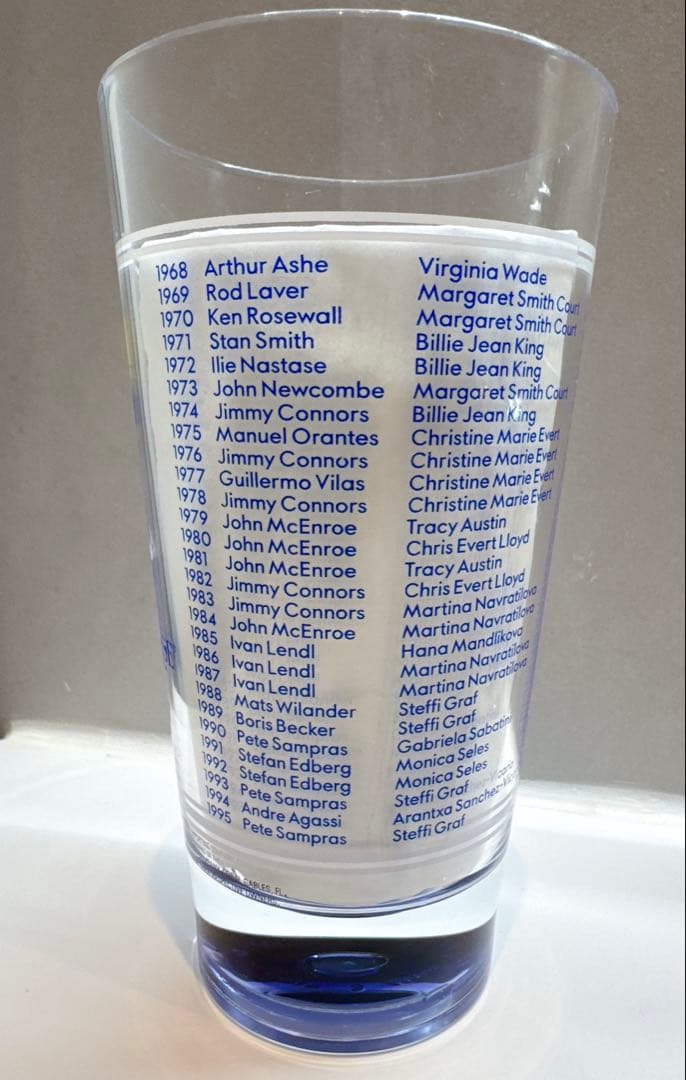 1968 Arthur Ashe Virginia Wade
1969 Rod Laver Margaret Smith Court
1970 Ken Rosewall Margaret Smith Court
1971 Stan Smith Billie Jean King
1972 Ilie Nastase Billie Jean King
1973 John Newcombe Margaret Smith Court
1974 Jimmy Connors Billie Jean King
1975 Manuel Orantes Christine Marie Evert
1976 Jimmy Connors Christine Marie Evert
1977 Guillermo Vilas Christine Marie Evert
1978 Jimmy Connors Christine Marie Evert
1979 John McEnroe Tracy Austin
1980 John McEnroe Chris Evert Lloyd
1981 John McEnroe Tracy Austin
1982 Jimmy Connors Chris Evert Lloyd
1983 Jimmy Connors Martina Navratilova
1984 John McEnroe Martina Navratilova
1985 Ivan Lendl Hana Mandlikova
1986 Ivan Lendl Martina Navratilova
1987 Ivan Lendl Martina Navratilova
1988 Mats Wilander Steffi Graf
1989 Boris Becker Steffi Graf
1990 Pete Sampras Gabriela Sabatini
1991 Stefan Edberg Monica Seles
1992 Stefan Edberg Monica Seles
1993 Pete Sampras Steffi Graf
1994 Andre Agassi Arantxa Sanchez-Vicario
1995 Pete Sampras Steffi Graf
GABLES, FL.